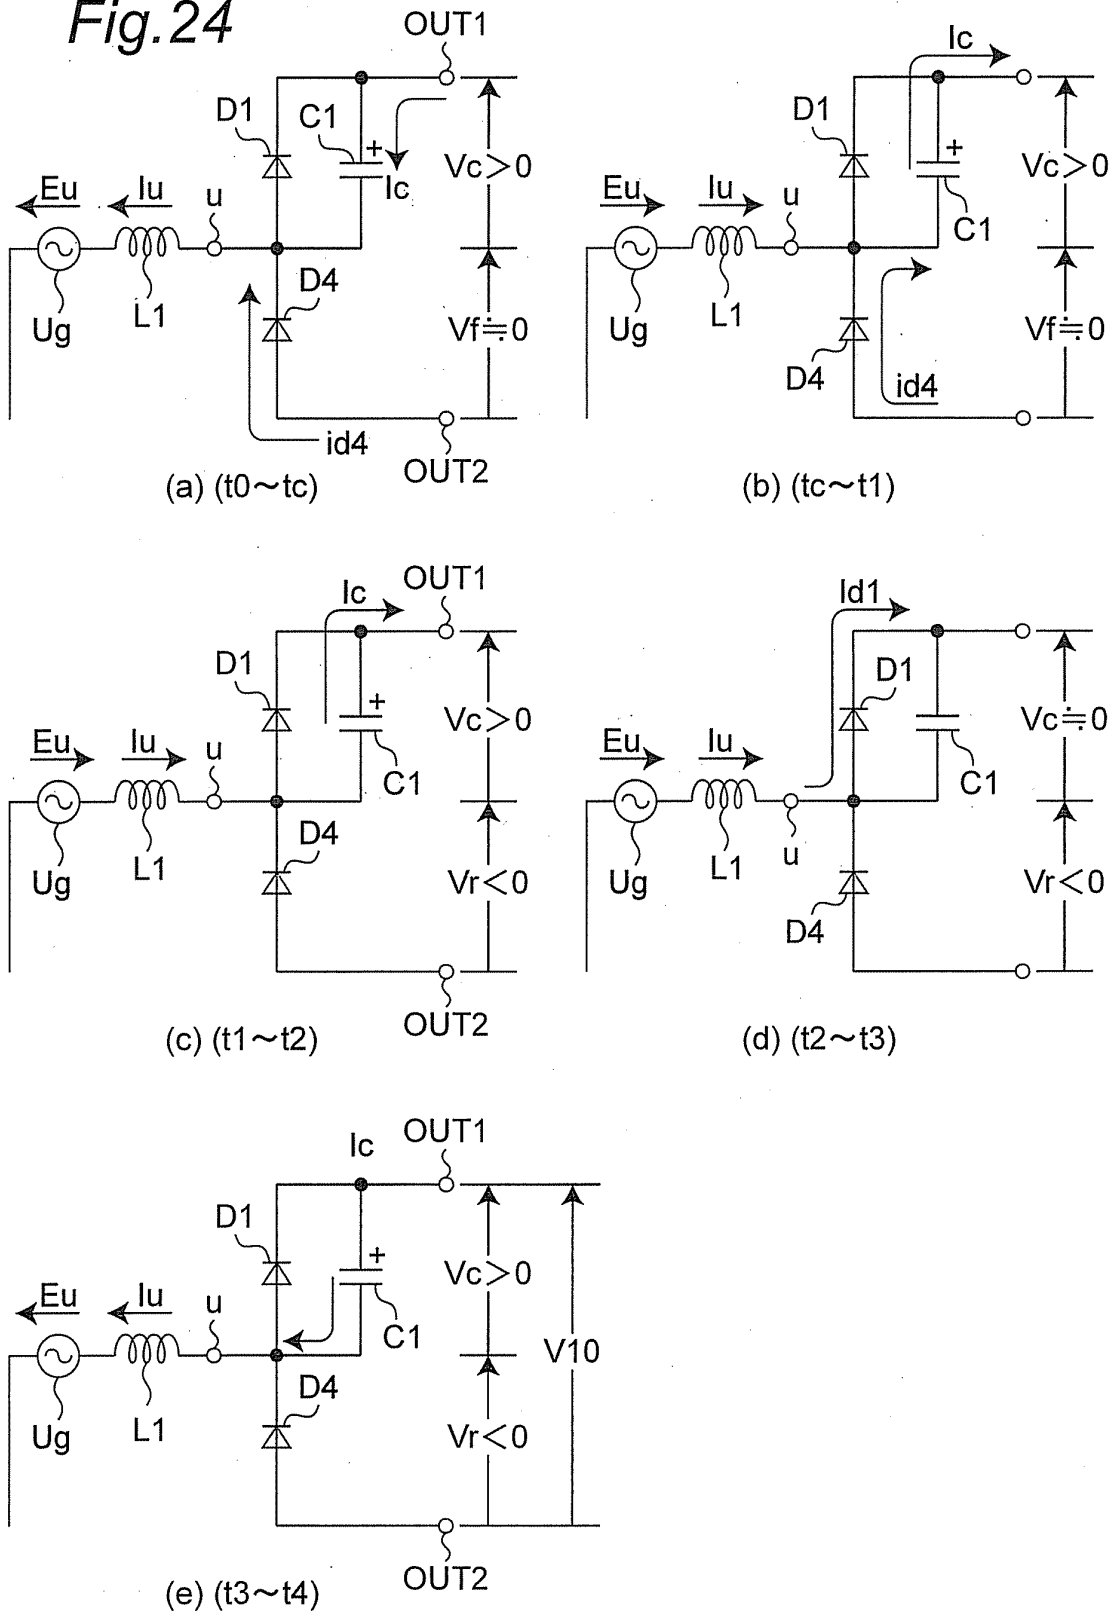 Fig.24
OUT1
D1
C1
+
Ic
Vc>0
Eu
Iu
u
Ug
L1
D4
Vf≒0
id4
OUT2
(a) (t0～tc)
Ic
D1
+
Vc>0
C1
Eu
Iu
u
Ug
L1
Vf≒0
D4
id4
(b) (tc～t1)
OUT1
Ic
D1
+
Vc>0
C1
Eu
Iu
u
Ug
L1
D4
Vr<0
OUT2
(c) (t1～t2)
Id1
D1
Vc≒0
C1
Eu
Iu
u
Ug
L1
Vr<0
D4
(d) (t2～t3)
OUT1
Ic
D1
+
Vc>0
C1
Eu
Iu
u
V10
Ug
L1
D4
Vr<0
OUT2
(e) (t3～t4)